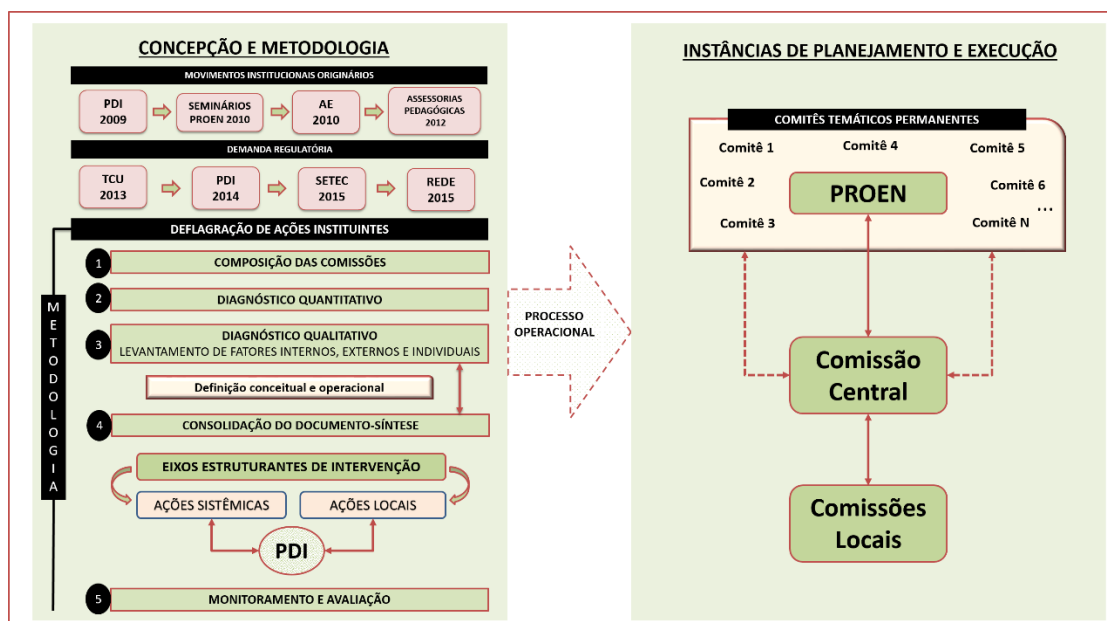 CONCEPÇÃO E METODOLOGIA
MOVIMENTOS INSTITUCIONAIS ORIGINÁRIOS
PDI
2009
SEMINÁRIOS
PROEN 2010
AE
2010
ASSESSORIAS
PEDAGÓGICAS
2012
DEMANDA REGULATÓRIA
TCU
2013
PDI
2014
SETEC
2015
REDE
2015
DEFLAGRAÇÃO DE AÇÕES INSTITUINTES
METODOLOGIA
1
COMPOSIÇÃO DAS COMISSÕES
2
DIAGNÓSTICO QUANTITATIVO
3
DIAGNÓSTICO QUALITATIVO
LEVANTAMENTO DE FATORES INTERNOS, EXTERNOS E INDIVIDUAIS
Definição conceitual e operacional
4
CONSOLIDAÇÃO DO DOCUMENTO-SÍNTESE
EIXOS ESTRUTURANTES DE INTERVENÇÃO
AÇÕES SISTÊMICAS
AÇÕES LOCAIS
PDI
5
MONITORAMENTO E AVALIAÇÃO
PROCESSO
OPERACIONAL
INSTÂNCIAS DE PLANEJAMENTO E EXECUÇÃO
COMITÊS TEMÁTICOS PERMANENTES
Comitê 1
Comitê 4
Comitê 5
Comitê 2
PROEN
Comitê 6
...
Comitê 3
Comitê N
Comissão
Central
Comissões
Locais